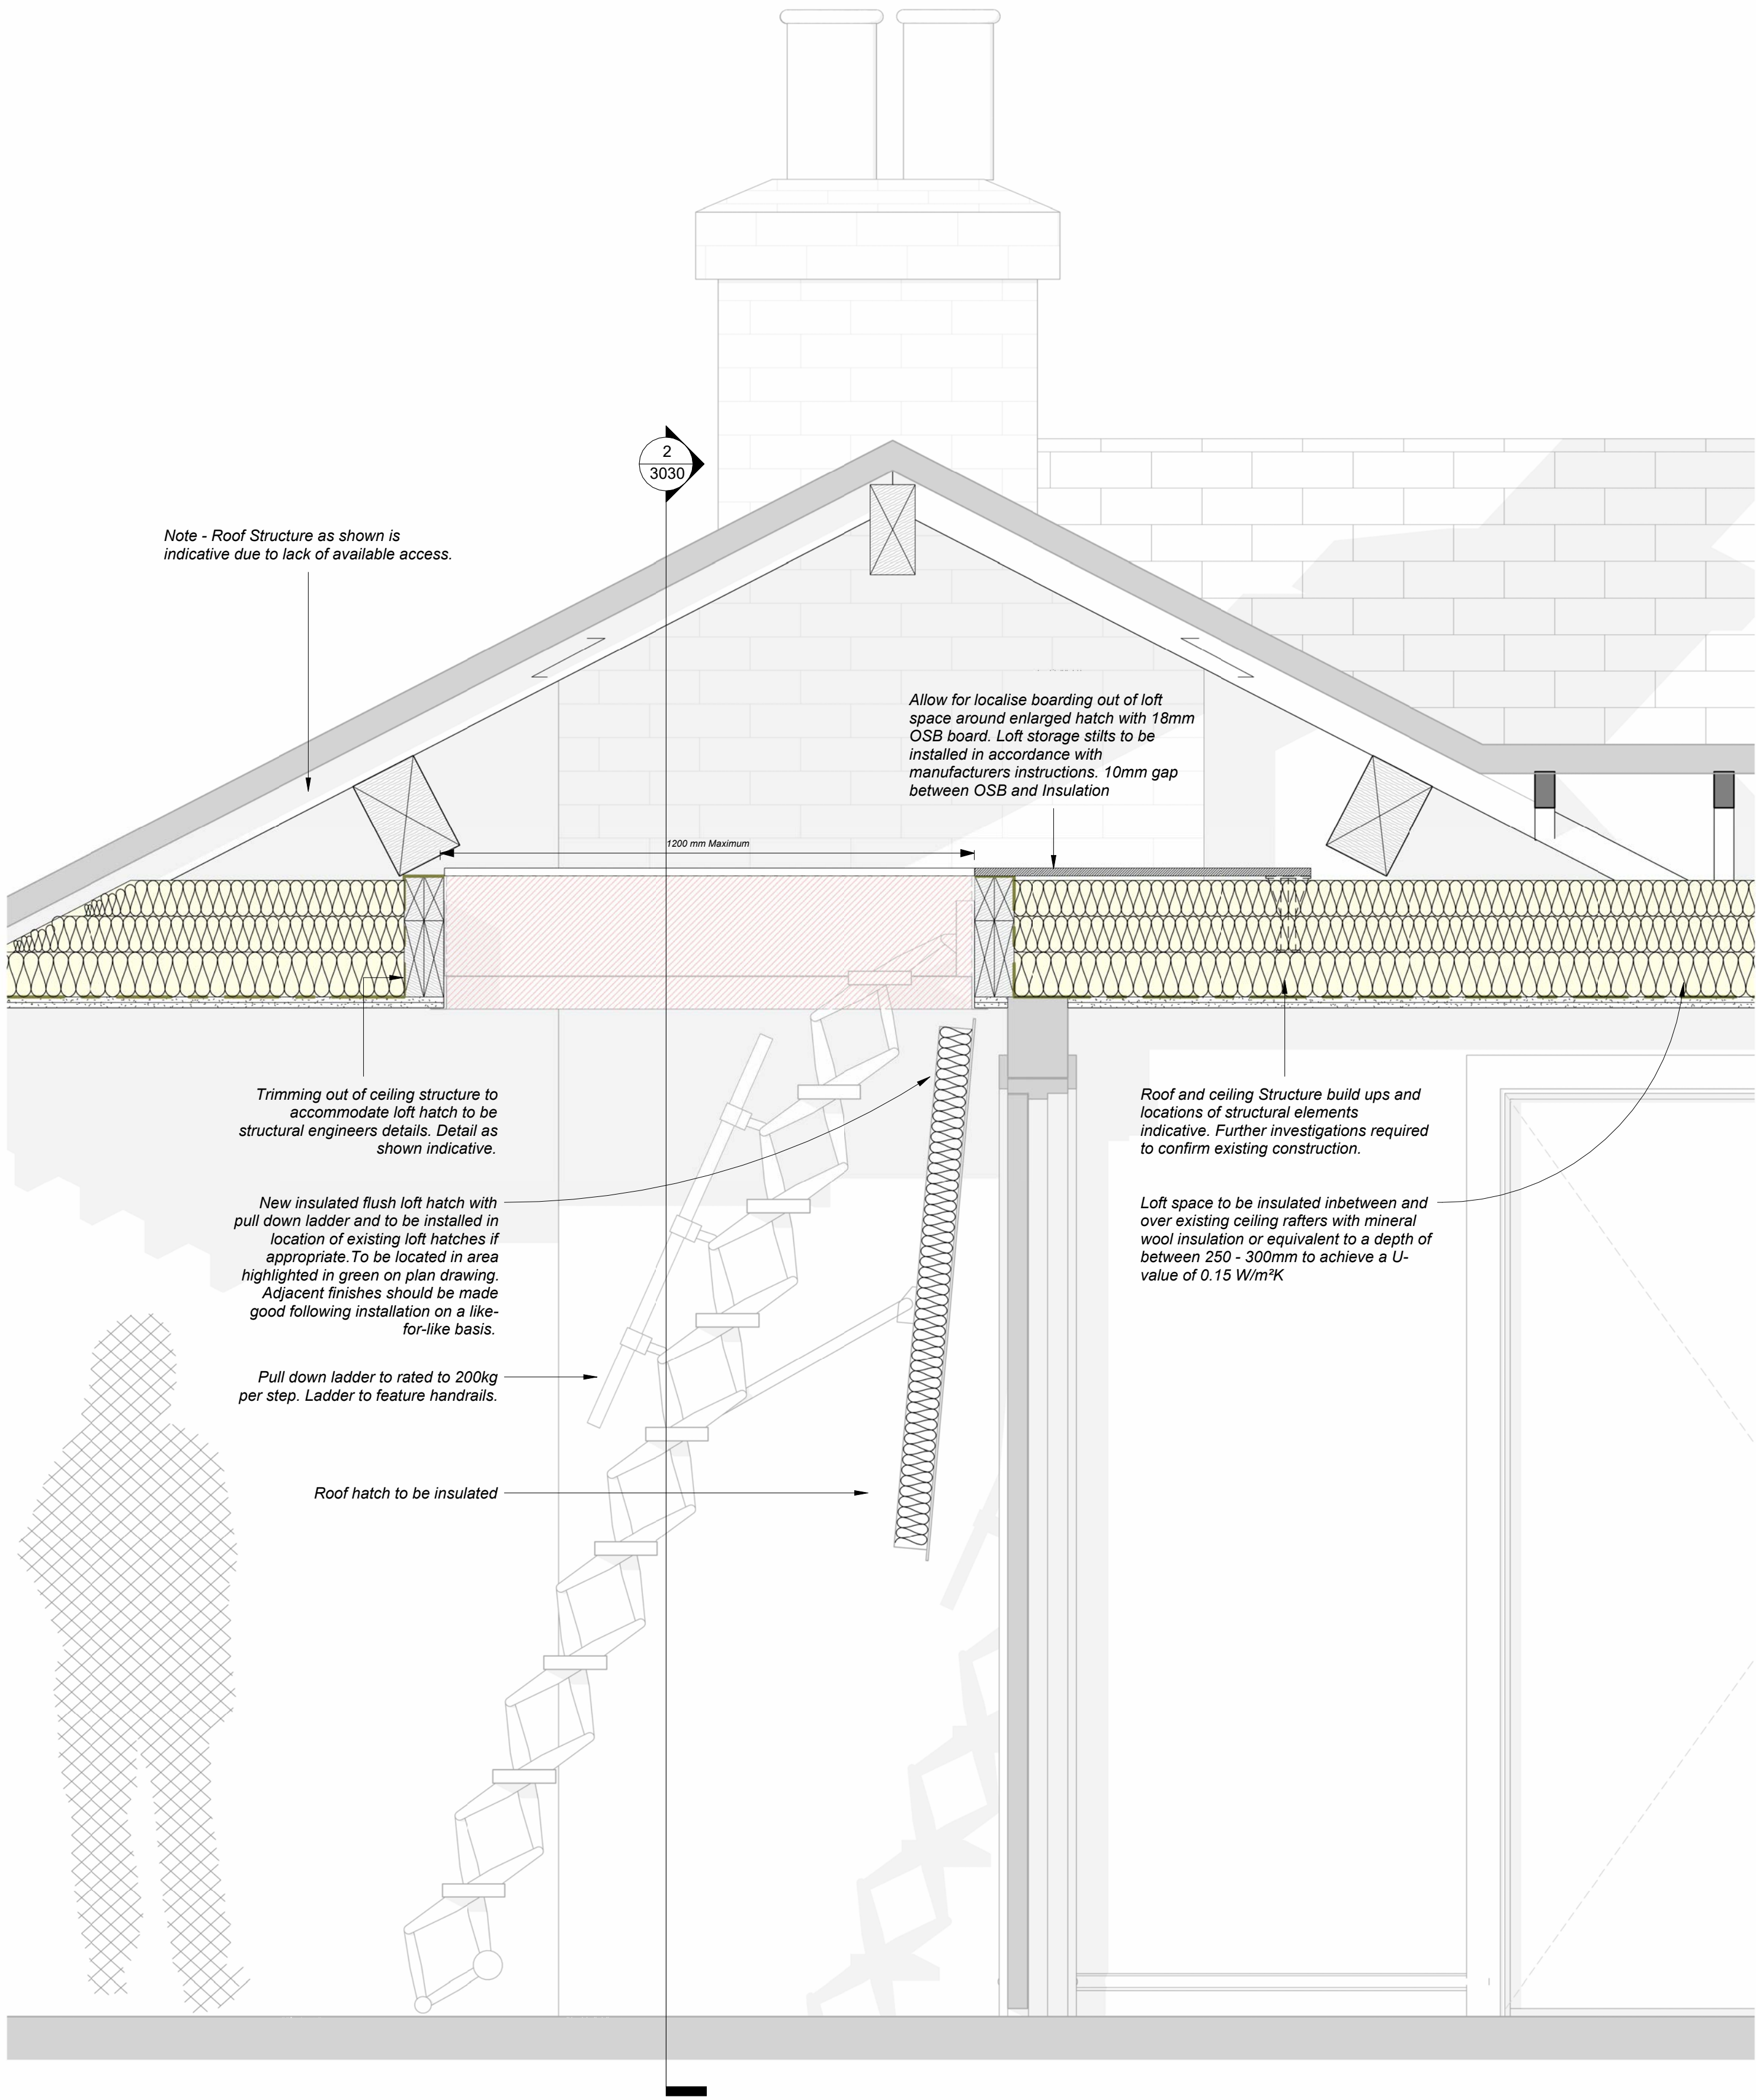 2
3030
Note - Roof Structure as shown is
indicative due to lack of available access.
Allow for localise boarding out of loft
space around enlarged hatch with 18mm
OSB board. Loft storage stilts to be
installed in accordance with
manufacturers instructions. 10mm gap
between OSB and Insulation
1200 mm Maximum
Trimming out of ceiling structure to
accommodate loft hatch to be
structural engineers details. Detail as
shown indicative.
Roof and ceiling Structure build ups and
locations of structural elements
indicative. Further investigations required
to confirm existing construction.
New insulated flush loft hatch with
pull down ladder and to be installed in
location of existing loft hatches if
appropriate.To be located in area
highlighted in green on plan drawing.
Adjacent finishes should be made
good following installation on a like-
for-like basis.
Loft space to be insulated inbetween and
over existing ceiling rafters with mineral
wool insulation or equivalent to a depth of
between 250 - 300mm to achieve a U-
value of 0.15 W/m²K
Pull down ladder to rated to 200kg
per step. Ladder to feature handrails.
Roof hatch to be insulated